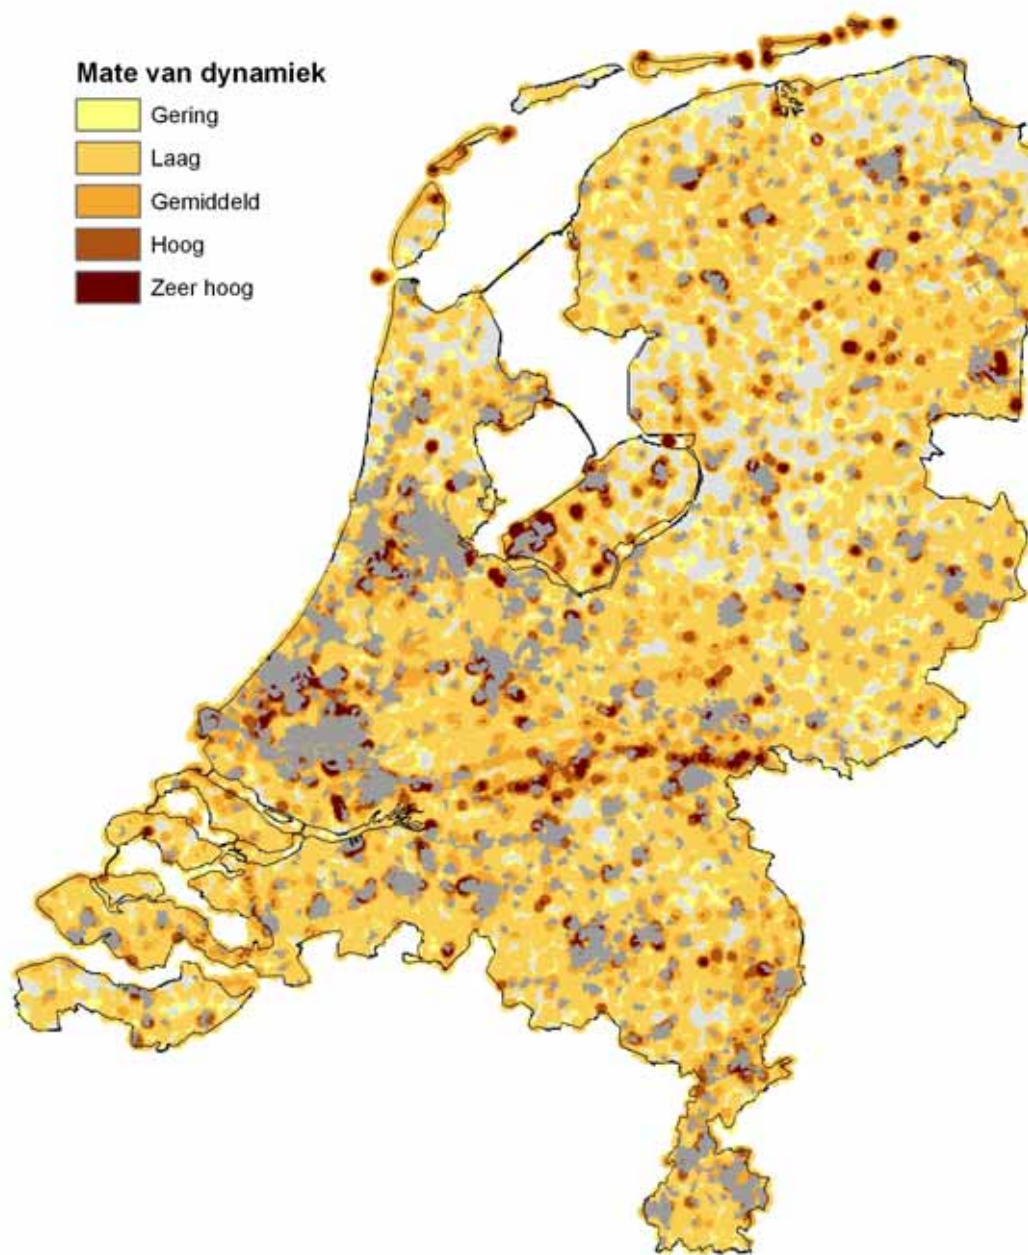 Mate van dynamiek
Gering
Laag
Gemiddeld
Hoog
Zeer hoog